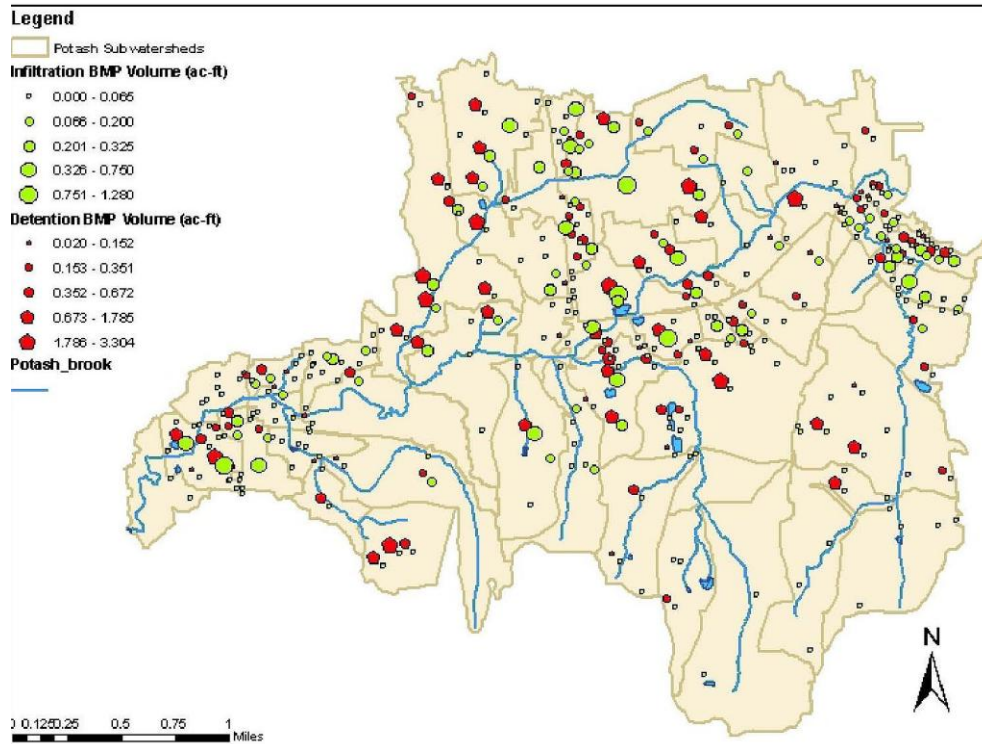 Legend
Potash Subwatersheds
Infiltration BMP Volume (ac-ft)
0.000 - 0.065
0.066 - 0.200
0.201 - 0.325
0.326 - 0.750
0.751 - 1.280
Detention BMP Volume (ac-ft)
0.020 - 0.152
0.153 - 0.351
0.352 - 0.672
0.673 - 1.785
1.786 - 3.304
Potash_brook
N
0 0.125 0.25 0.5 0.75 1
Miles